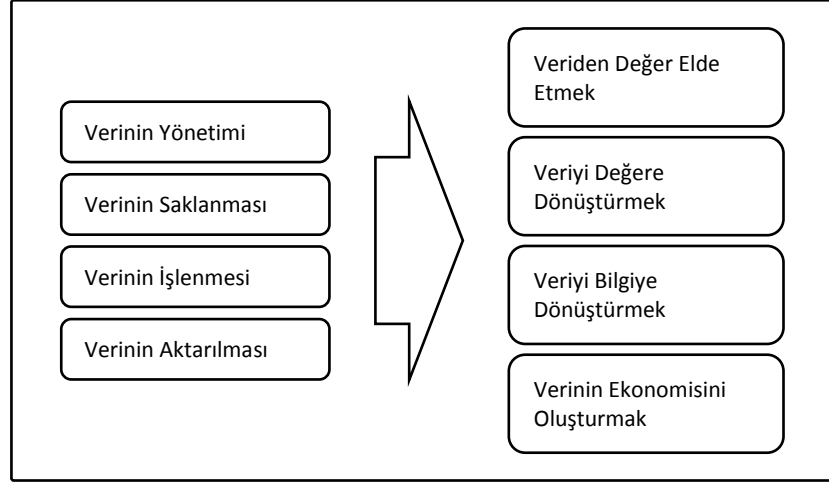 Verinin Yönetimi
Verinin Saklanması
Verinin İşlenmesi
Verinin Aktarılması
Veriden Değer Elde
Etmek
Veriyi Değere
Dönüştürmek
Veriyi Bilgiye
Dönüştürmek
Verinin Ekonomisini
Oluşturmak